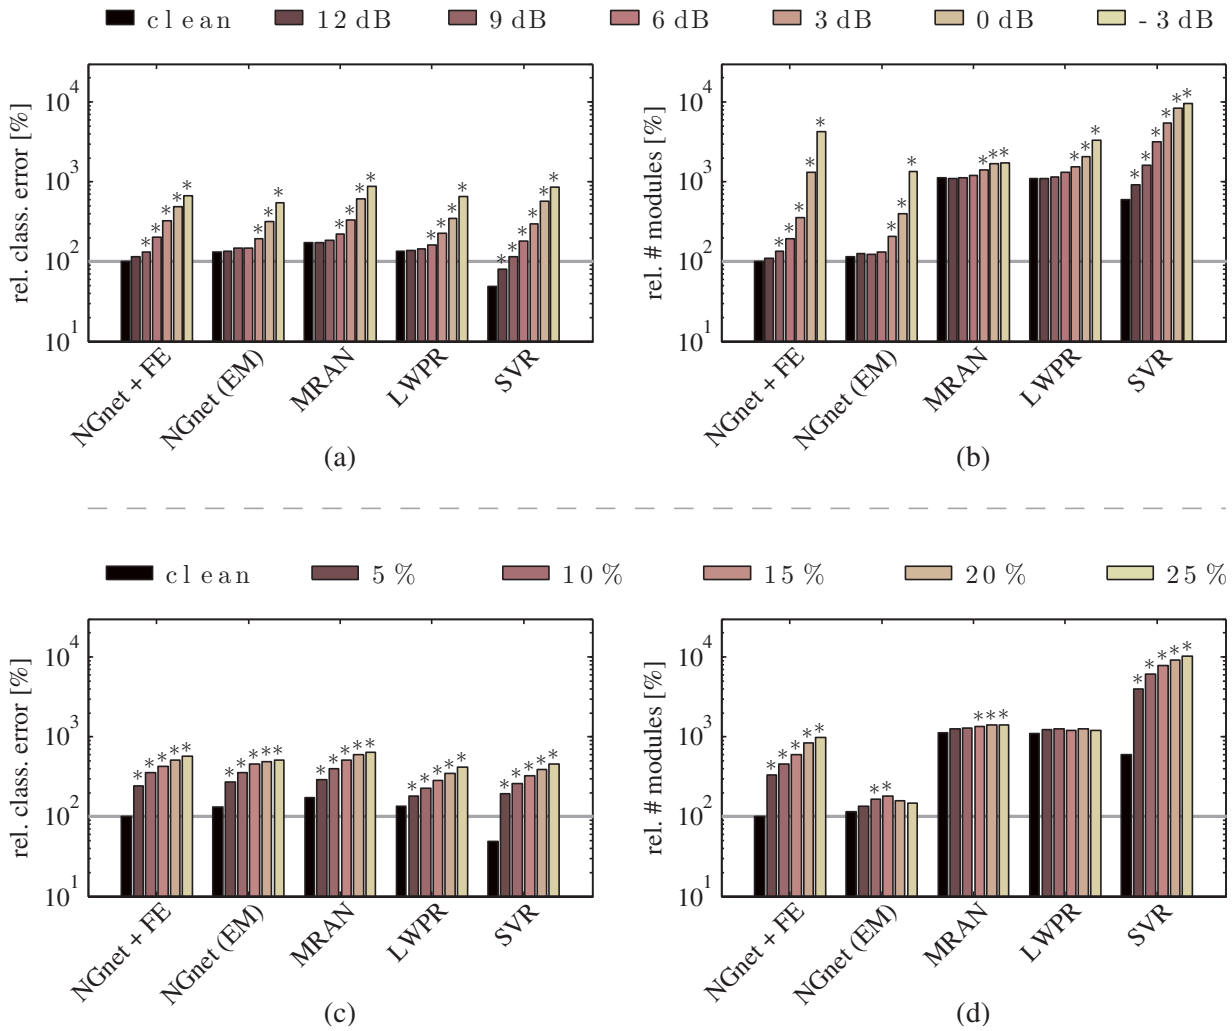 clean 12 dB 9 dB 6 dB 3 dB 0 dB - 3 dB
rel. class. error [%]
10^4
10^3
10^2
10^1
* * * * * * * * * * * * * * * * * * * * * * *
NGnet + FE NGnet (EM) MRAN LWPR SVR
(a)
rel. # modules [%]
10^4
10^3
10^2
10^1
* * * * * * * * * * * * * * * * * * * * *
NGnet + FE NGnet (EM) MRAN LWPR SVR
(b)
clean 5 % 10 % 15 % 20 % 25 %
rel. class. error [%]
10^4
10^3
10^2
10^1
* * * * * * * * * * * * * * * * * * * * * * * * *
NGnet + FE NGnet (EM) MRAN LWPR SVR
(c)
rel. # modules [%]
10^4
10^3
10^2
10^1
* * * * * * * * * * * * * * *
NGnet + FE NGnet (EM) MRAN LWPR SVR
(d)